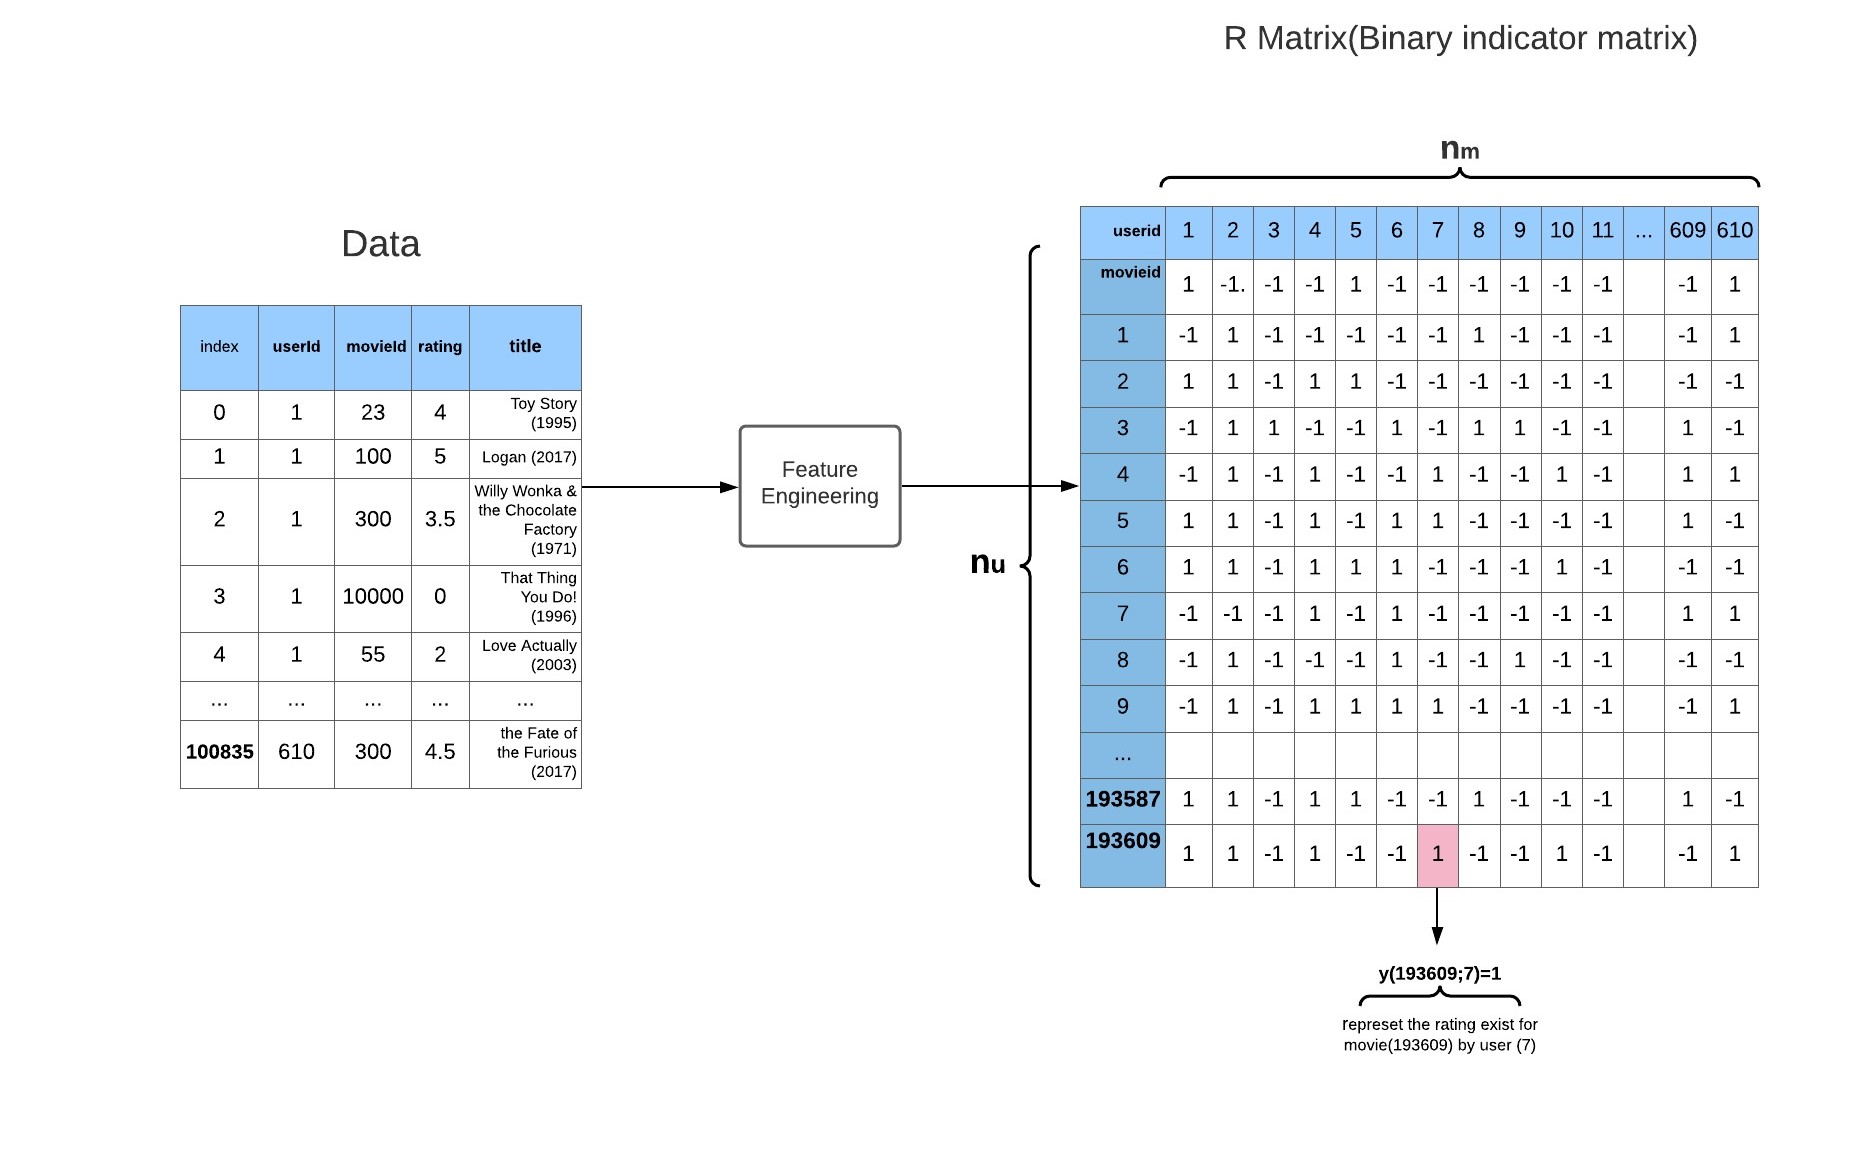 R Matrix(Binary indicator matrix)
nm
Data
index userId movieId rating title
0 1 23 4 Toy Story
(1995)
1 1 100 5 Logan (2017)
2 1 300 3.5 Willy Wonka &
the Chocolate
Factory
(1971)
3 1 10000 0 That Thing
You Do!
(1996)
4 1 55 2 Love Actually
(2003)
... ... ... ... ...
100835 610 300 4.5 the Fate of
the Furious
(2017)
Feature
Engineering
nu
userid 1 2 3 4 5 6 7 8 9 10 11 ... 609 610
movieid 1 -1. -1 -1 1 -1 -1 -1 -1 -1 -1 -1 1
1 -1 1 -1 -1 -1 -1 -1 1 -1 -1 -1 -1 1
2 1 1 -1 1 1 -1 -1 -1 -1 -1 -1 -1 -1
3 -1 1 1 -1 -1 1 -1 1 1 -1 -1 1 -1
4 -1 1 -1 1 -1 -1 1 -1 -1 1 -1 1 1
5 1 1 -1 1 -1 1 1 -1 -1 -1 -1 1 -1
6 1 1 -1 1 1 1 -1 -1 -1 1 -1 -1 -1
7 -1 -1 -1 1 -1 1 -1 -1 -1 -1 -1 1 1
8 -1 1 -1 -1 -1 1 -1 -1 1 -1 -1 -1 -1
9 -1 1 -1 1 1 1 1 -1 -1 -1 -1 -1 1
...
193587 1 1 -1 1 1 -1 -1 1 -1 -1 -1 1 -1
193609 1 1 -1 1 -1 -1 1 -1 -1 1 -1 -1 1
y(193609;7)=1
represet the rating exist for
movie(193609) by user (7)